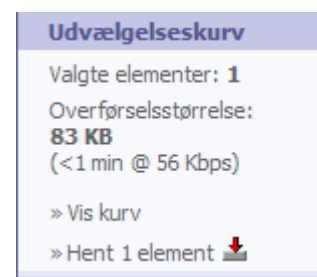 Udvælgelseskurv
Valgte elementer: 1
Overførselsstørrelse:
83 KB
(<1 min @ 56 Kbps)
» Vis kurv
» Hent 1 element